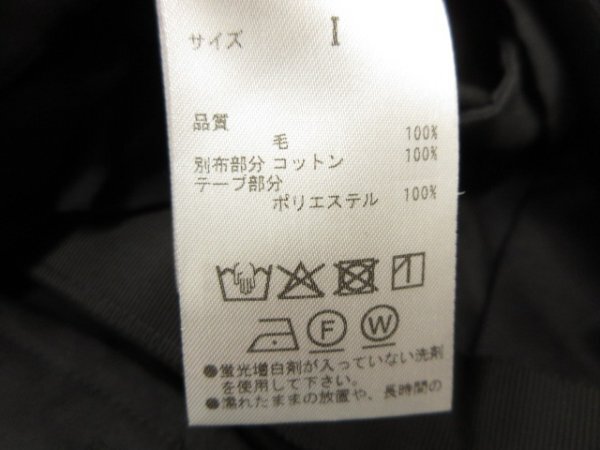 サイズ I
品質
毛 100%
別布部分 コットン 100%
テープ部分
ポリエステル 100%
F W
●蛍光増白剤が入っていない洗剤
を使用して下さい。
●濡れたままの放置や、長時間の